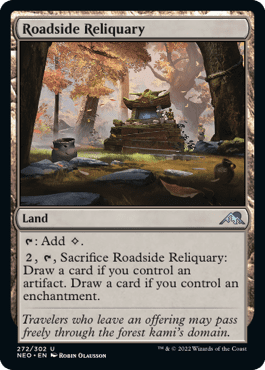 Roadside Reliquary
Land
: Add .
2, , Sacrifice Roadside Reliquary:
Draw a card if you control an
artifact. Draw a card if you control an
enchantment.
Travelers who leave an offering may pass
freely through the forest kami's domain.
272/302 U
NEO • EN ROBIN OLAUSSON
™ & © 2022 Wizards of the Coast